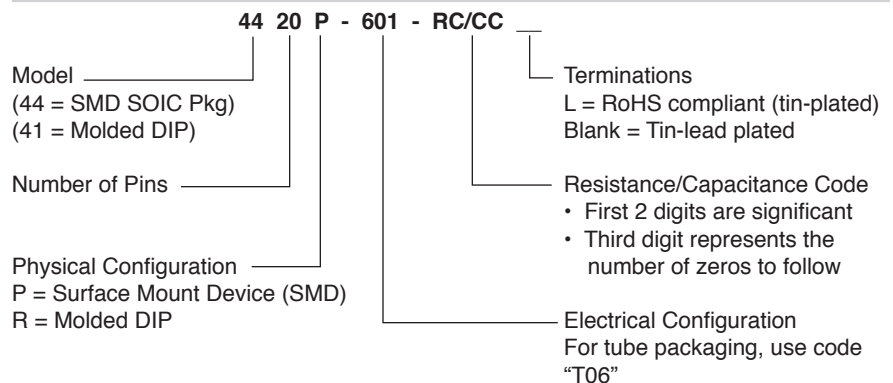 44 20 P - 601 - RC/CC __
Model
(44 = SMD SOIC Pkg)
(41 = Molded DIP)
Number of Pins
Physical Configuration
P = Surface Mount Device (SMD)
R = Molded DIP
Terminations
L = RoHS compliant (tin-plated)
Blank = Tin-lead plated
Resistance/Capacitance Code
• First 2 digits are significant
• Third digit represents the
number of zeros to follow
Electrical Configuration
For tube packaging, use code
“T06”